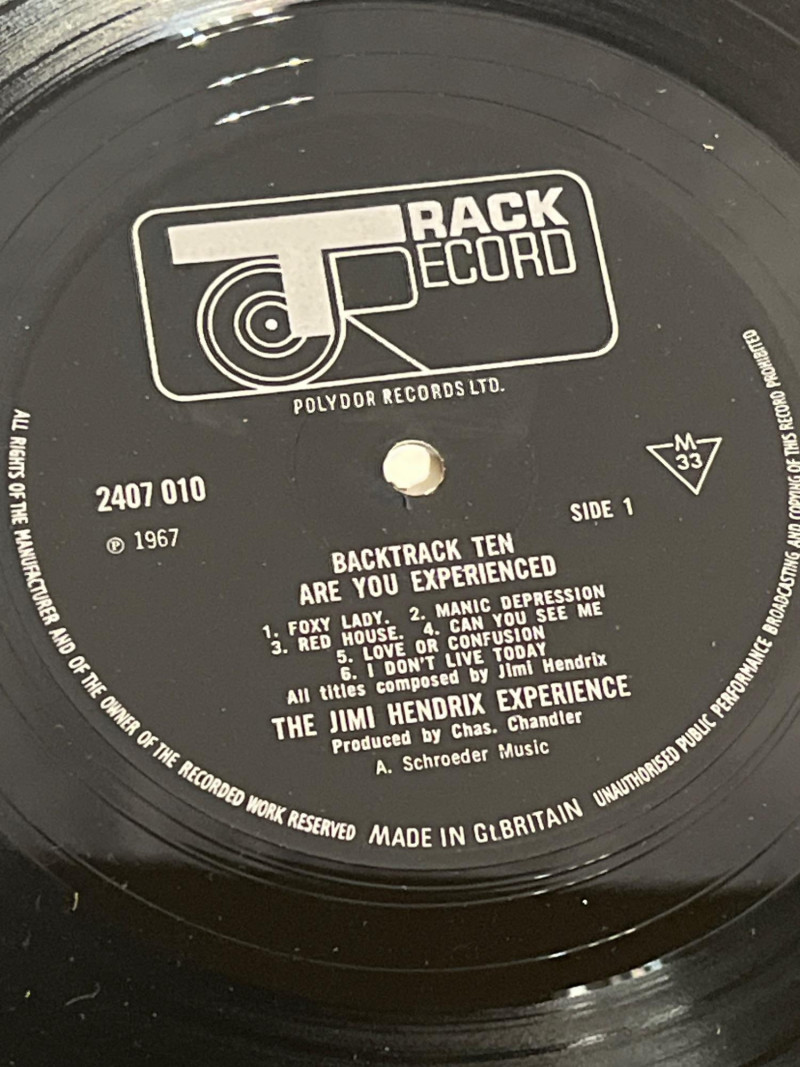 TRACK
RECORD
POLYDOR RECORDS LTD.
2407 010
℗ 1967
SIDE 1
M
33
BACKTRACK TEN
ARE YOU EXPERIENCED
1. FOXY LADY. 2. MANIC DEPRESSION
3. RED HOUSE. 4. CAN YOU SEE ME
5. LOVE OR CONFUSION
6. I DON'T LIVE TODAY
All titles composed by Jimi Hendrix
THE JIMI HENDRIX EXPERIENCE
Produced by Chas. Chandler
A. Schroeder Music
ALL RIGHTS OF THE MANUFACTURER AND OF THE OWNER OF THE RECORDED WORK RESERVED MADE IN Gt.BRITAIN UNAUTHORISED PUBLIC PERFORMANCE BROADCASTING AND COPYING OF THIS RECORD PROHIBITED